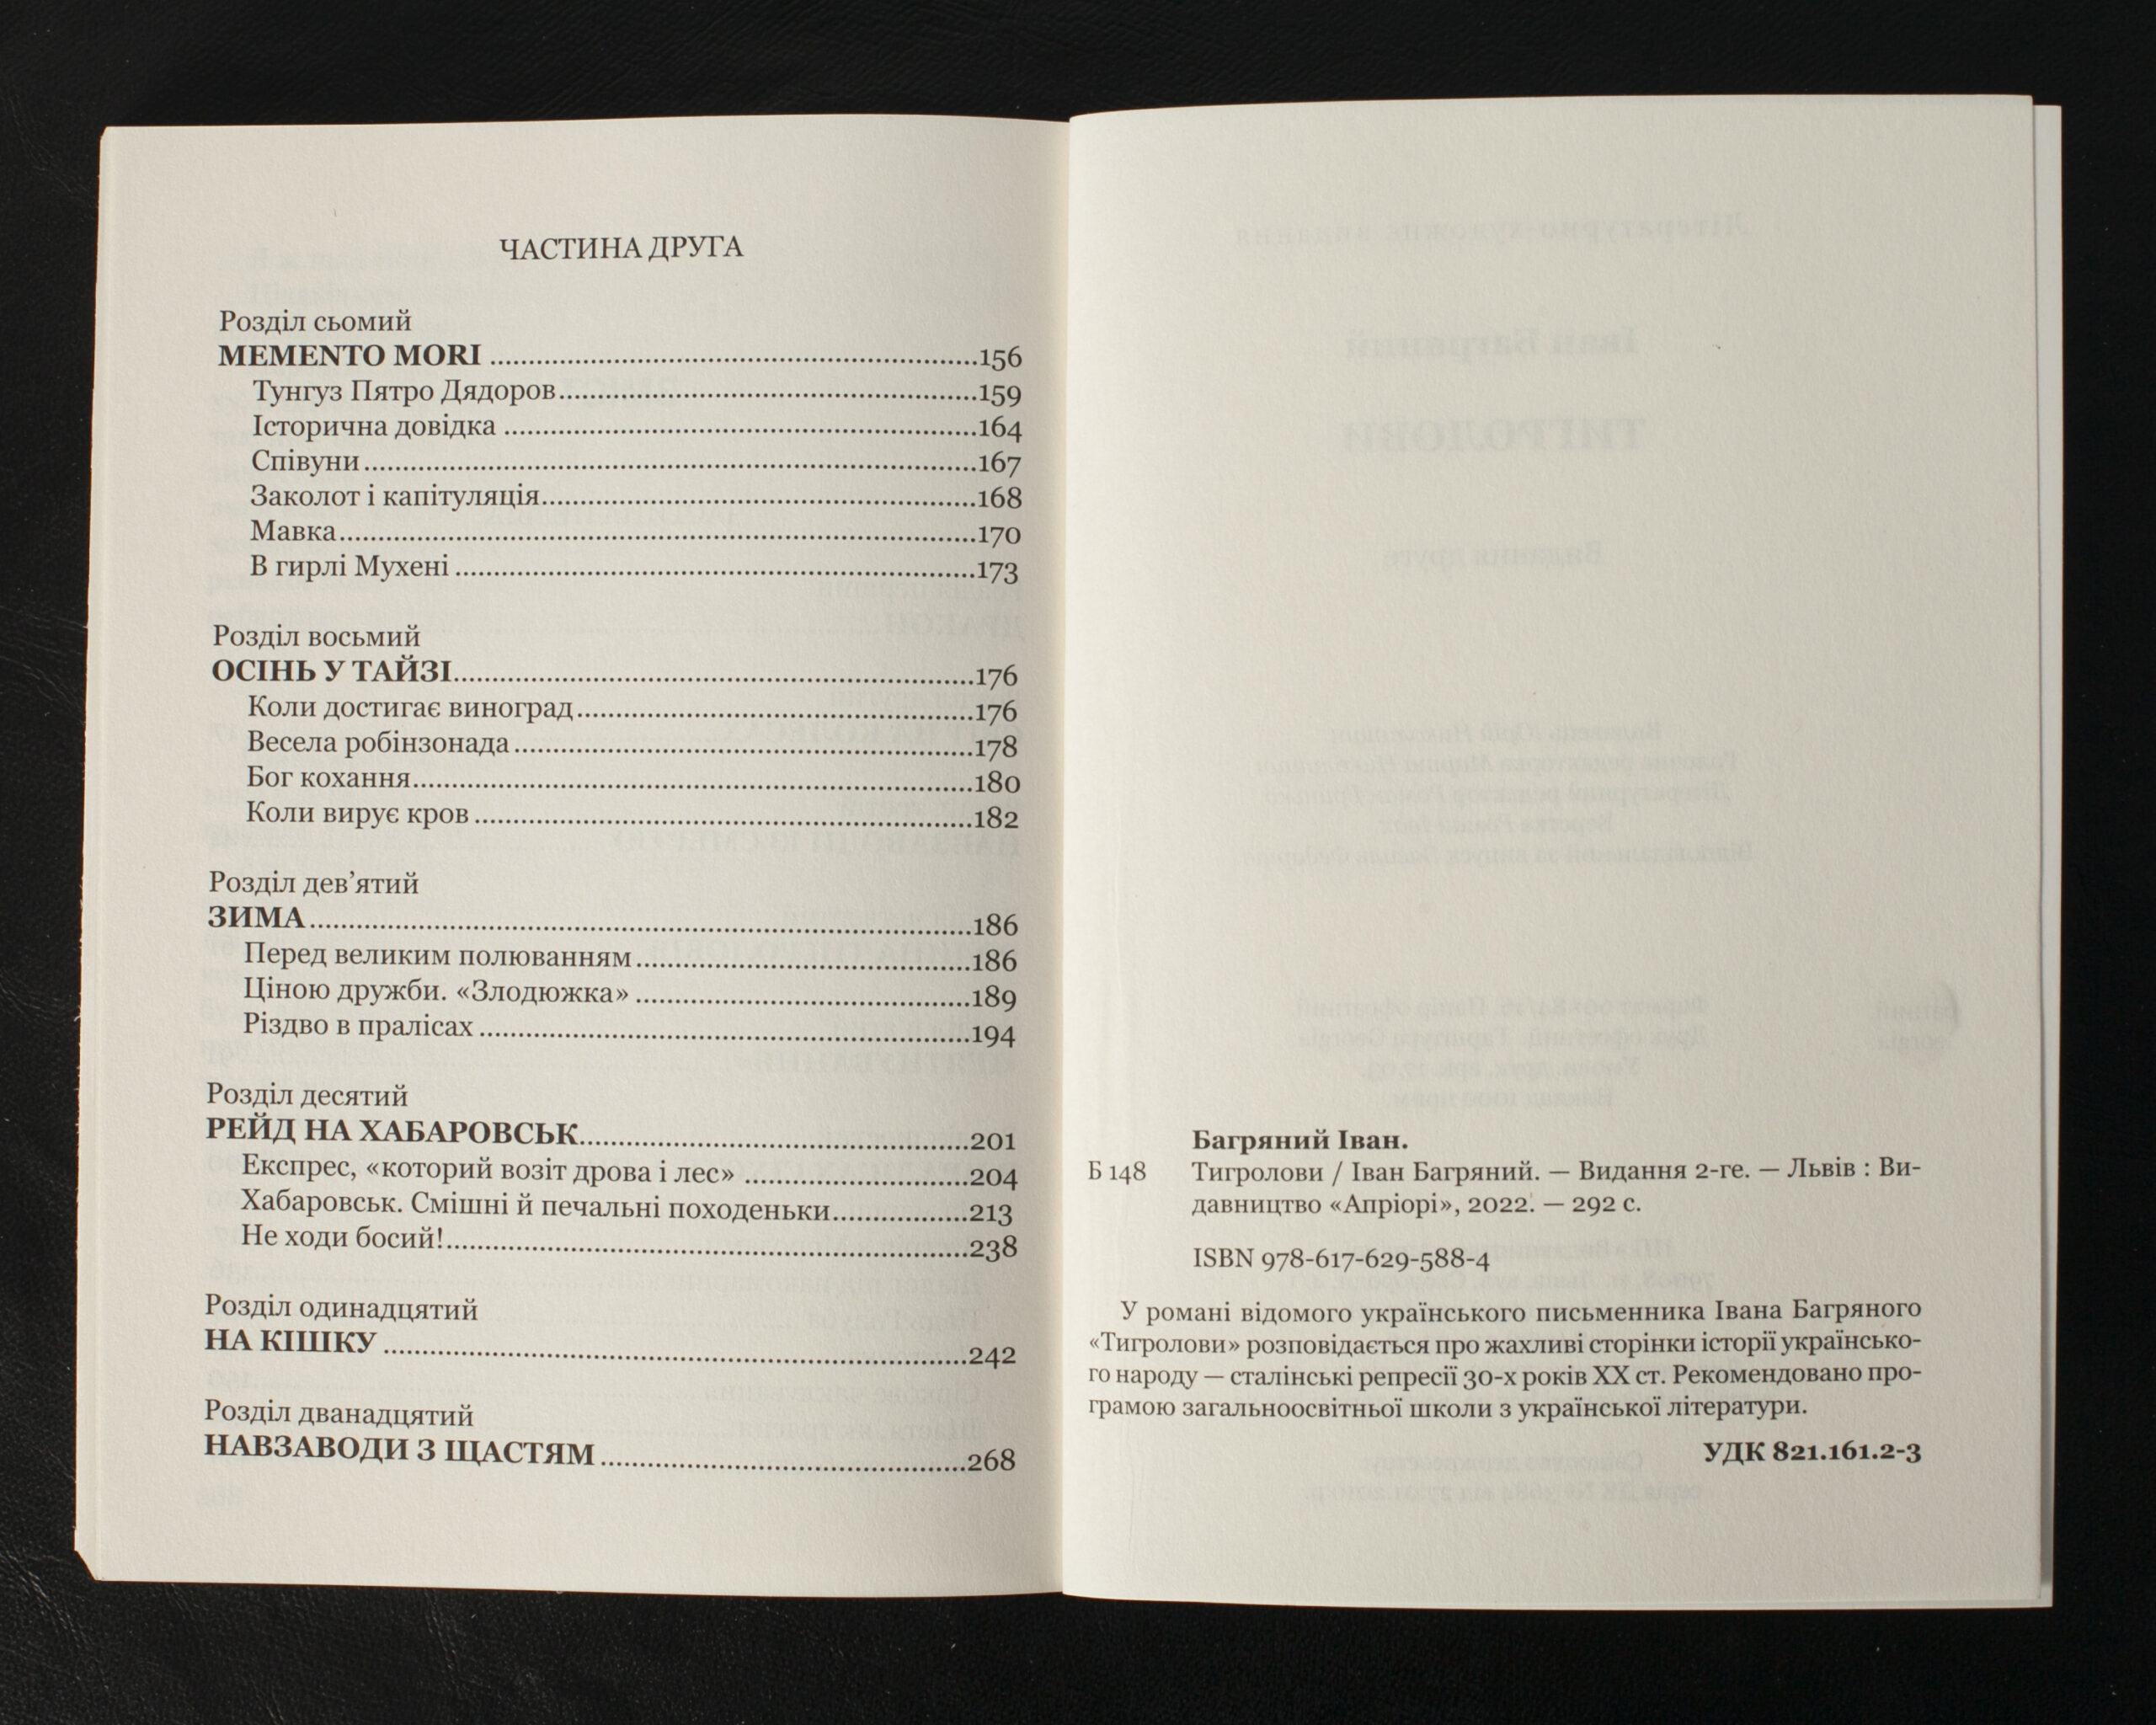 ЧАСТИНА ДРУГА
Розділ сьомий
MEMENTO MORI ..........156
Тунгуз Пятро Дядоров..........159
Історична довідка ..........164
Співуни..........167
Заколот і капітуляція..........168
Мавка..........170
В гирлі Мухені ..........173
Розділ восьмий
ОСІНЬ У ТАЙЗІ..........176
Коли достигає виноград..........176
Весела робінзонада..........178
Бог кохання..........180
Коли вирує кров ..........182
Розділ дев’ятий
ЗИМА..........186
Перед великим полюванням..........186
Ціною дружби. «Злодюжка» ..........189
Різдво в пралісах ..........194
Розділ десятий
РЕЙД НА ХАБАРОВСЬК..........201
Експрес, «которий возіт дрова і лес» ..........204
Хабаровськ. Смішні й печальні походеньки..........213
Не ходи босий!..........238
Розділ одинадцятий
НА КІШКУ ..........242
Розділ дванадцятий
НАВЗАВОДИ З ЩАСТЯМ ..........268
Багряний Іван.
Б 148 Тигролови / Іван Багряний. — Видання 2-ге. — Львів : Ви-
давництво «Апріорі», 2022. — 292 с.
ISBN 978-617-629-588-4
У романі відомого українського письменника Івана Багряного
«Тигролови» розповідається про жахливі сторінки історії українсько-
го народу — сталінські репресії 30-х років XX ст. Рекомендовано про-
грамою загальноосвітньої школи з української літератури.
УДК 821.161.2-3